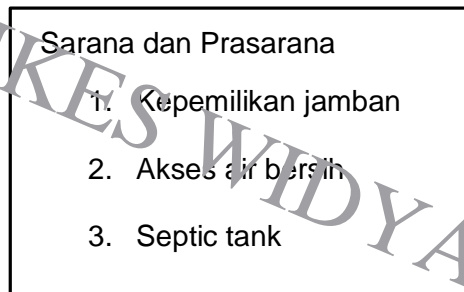 Sarana dan Prasarana
1. Kepemilikan jamban
2. Akses air bersih
3. Septic tank
KES WIDYA